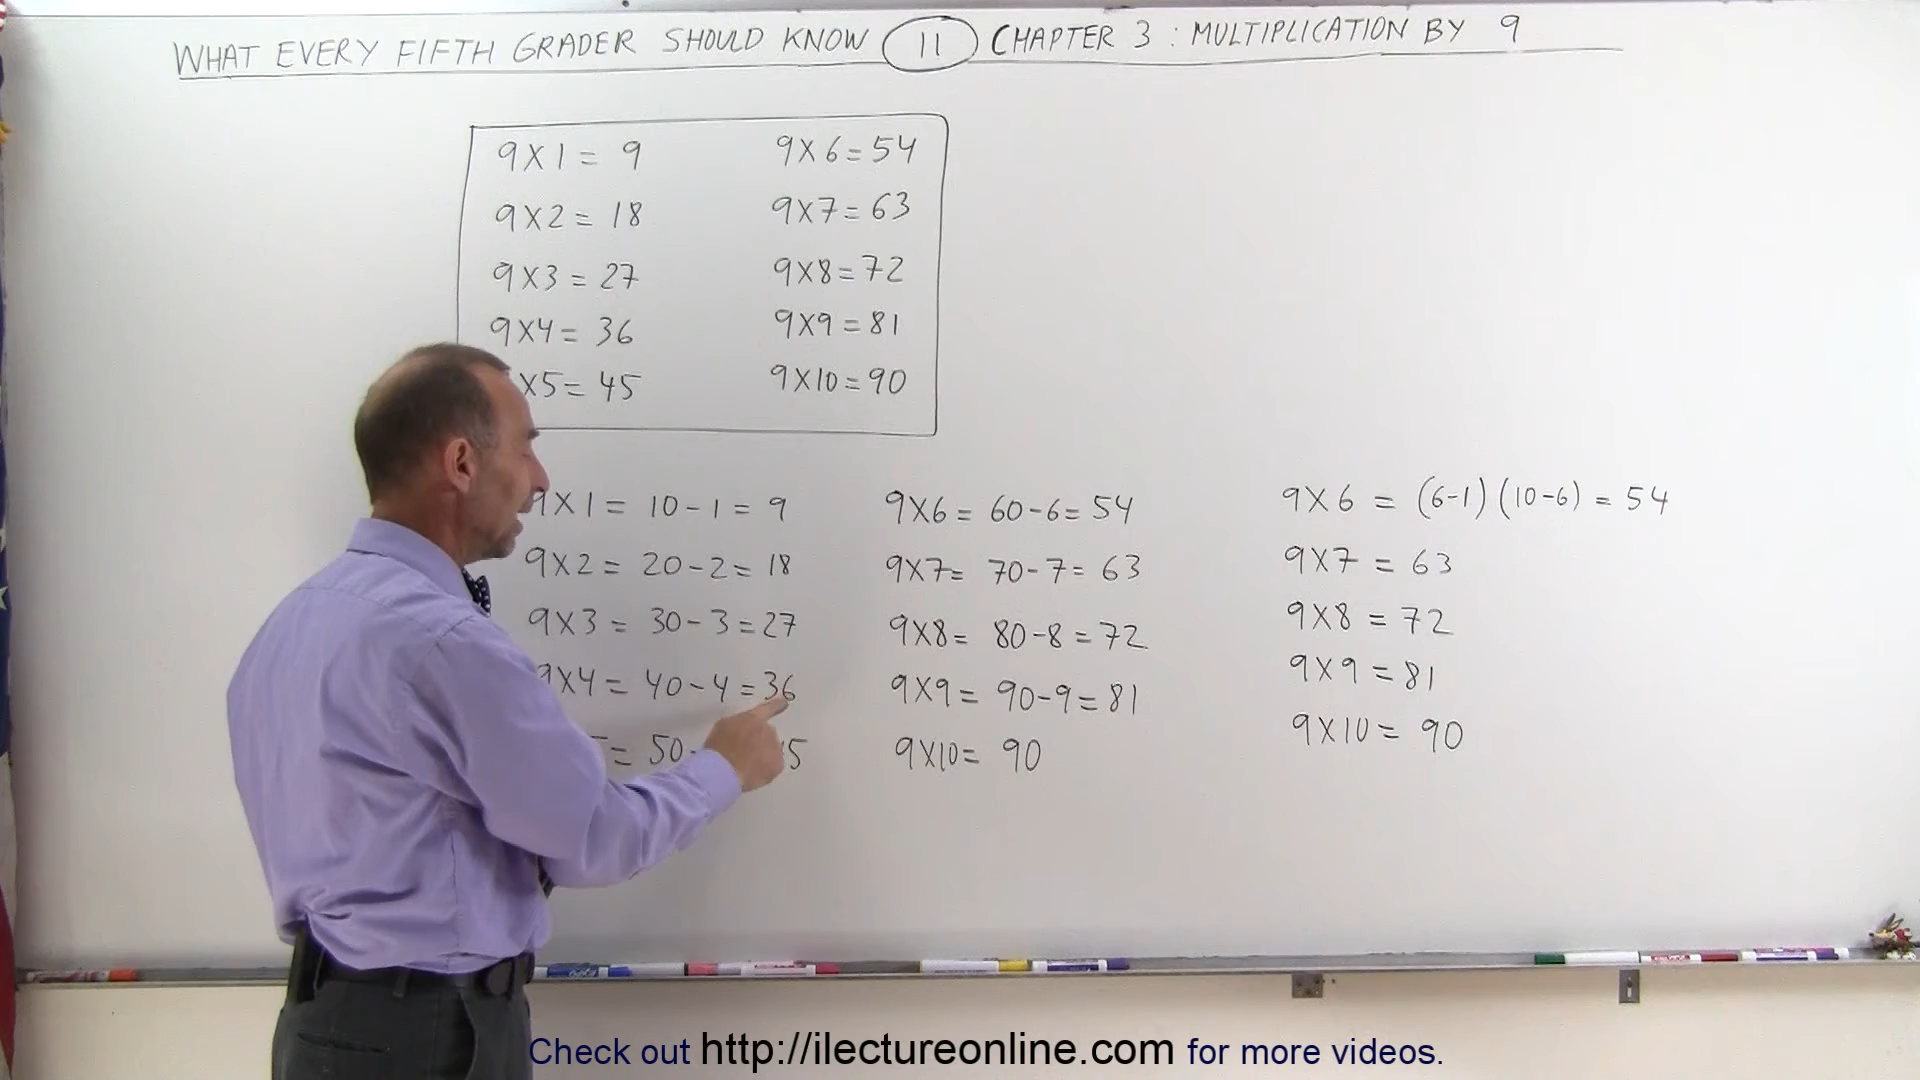 WHAT EVERY FIFTH GRADER SHOULD KNOW 11 CHAPTER 3 : MULTIPLICATION BY 9
9X1 = 9
9X2 = 18
9X3 = 27
9X4 = 36
X5 = 45
9X6 = 54
9X7 = 63
9X8 = 72
9X9 = 81
9X10 = 90
9X1 = 10-1 = 9
9X2 = 20-2 = 18
9X3 = 30-3 = 27
9X4 = 40-4 = 36
= 50-
9X6 = 60-6 = 54
9X7 = 70-7 = 63
9X8 = 80-8 = 72
9X9 = 90-9 = 81
9X10 = 90
9X6 = (6-1) (10-6) = 54
9X7 = 63
9X8 = 72
9X9 = 81
9X10 = 90
Check out http://ilectureonline.com for more videos.